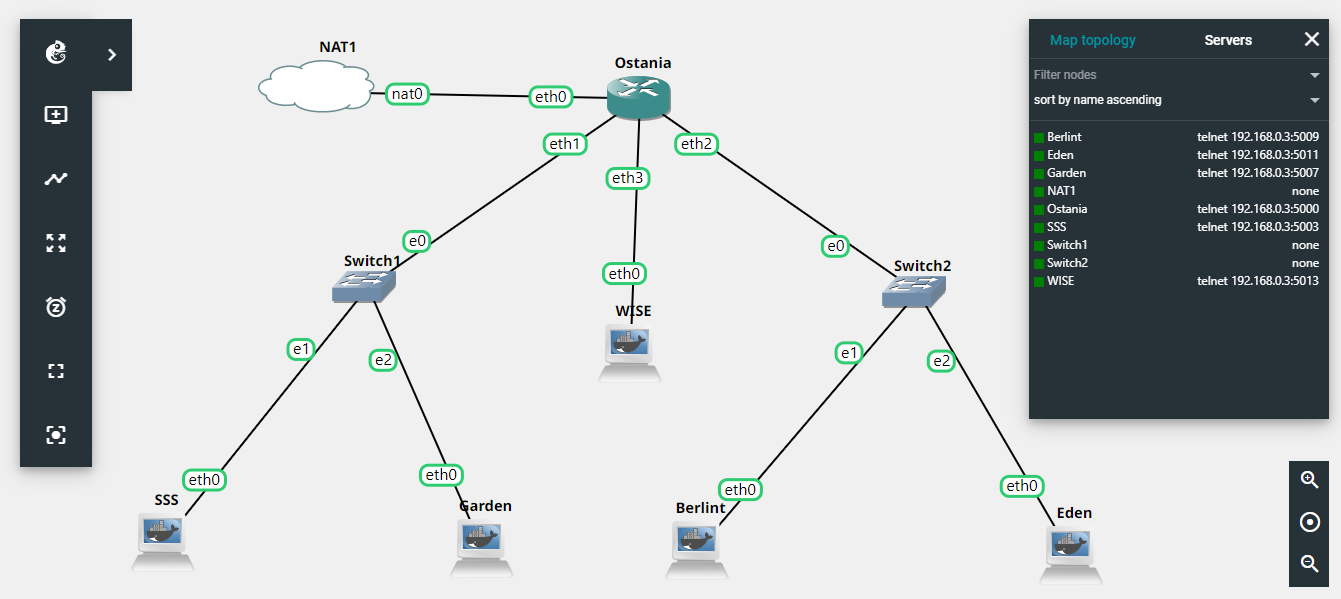 NAT1
Ostania
nat0
eth0
eth1
eth2
eth3
e0
e0
Switch1
Switch2
eth0
WISE
e1
e2
e1
e2
eth0
eth0
eth0
eth0
SSS
Garden
Berlint
Eden
Map topology Servers
Filter nodes
sort by name ascending
Berlint telnet 192.168.0.3:5009
Eden telnet 192.168.0.3:5011
Garden telnet 192.168.0.3:5007
NAT1 none
Ostania telnet 192.168.0.3:5000
SSS telnet 192.168.0.3:5003
Switch1 none
Switch2 none
WISE telnet 192.168.0.3:5013